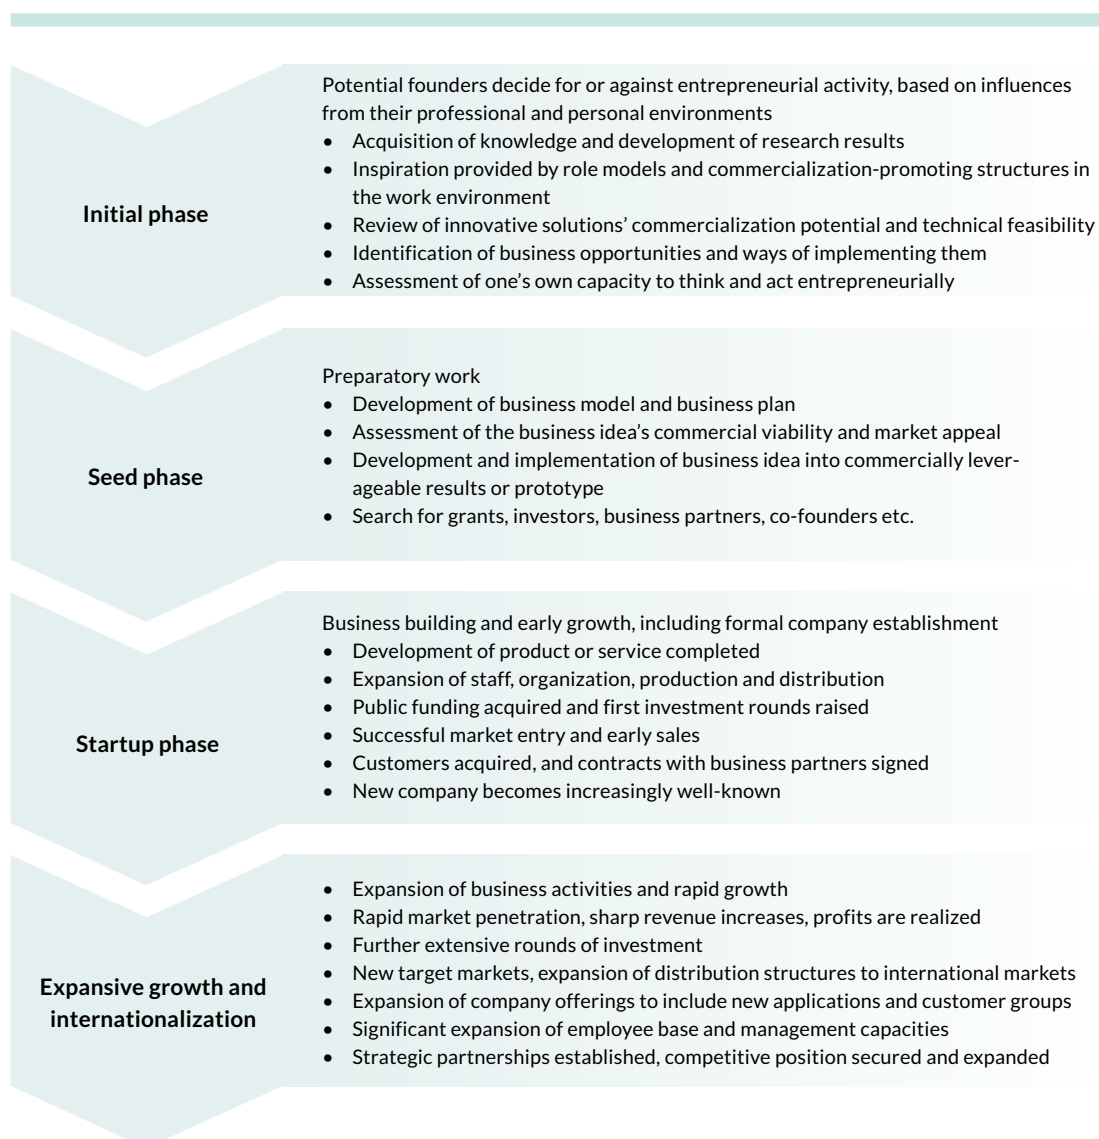 Initial phase
Potential founders decide for or against entrepreneurial activity, based on influences
from their professional and personal environments
• Acquisition of knowledge and development of research results
• Inspiration provided by role models and commercialization-promoting structures in
the work environment
• Review of innovative solutions’ commercialization potential and technical feasibility
• Identification of business opportunities and ways of implementing them
• Assessment of one’s own capacity to think and act entrepreneurially
Seed phase
Preparatory work
• Development of business model and business plan
• Assessment of the business idea’s commercial viability and market appeal
• Development and implementation of business idea into commercially lever-
ageable results or prototype
• Search for grants, investors, business partners, co-founders etc.
Startup phase
Business building and early growth, including formal company establishment
• Development of product or service completed
• Expansion of staff, organization, production and distribution
• Public funding acquired and first investment rounds raised
• Successful market entry and early sales
• Customers acquired, and contracts with business partners signed
• New company becomes increasingly well-known
Expansive growth and
internationalization
• Expansion of business activities and rapid growth
• Rapid market penetration, sharp revenue increases, profits are realized
• Further extensive rounds of investment
• New target markets, expansion of distribution structures to international markets
• Expansion of company offerings to include new applications and customer groups
• Significant expansion of employee base and management capacities
• Strategic partnerships established, competitive position secured and expanded